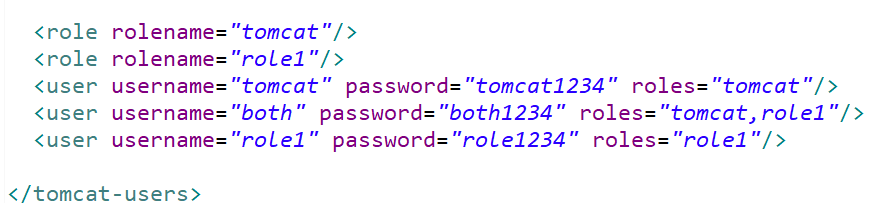 <role rolename="tomcat"/>
<role rolename="role1"/>
<user username="tomcat" password="tomcat1234" roles="tomcat"/>
<user username="both" password="both1234" roles="tomcat,role1"/>
<user username="role1" password="role1234" roles="role1"/>
</tomcat-users>